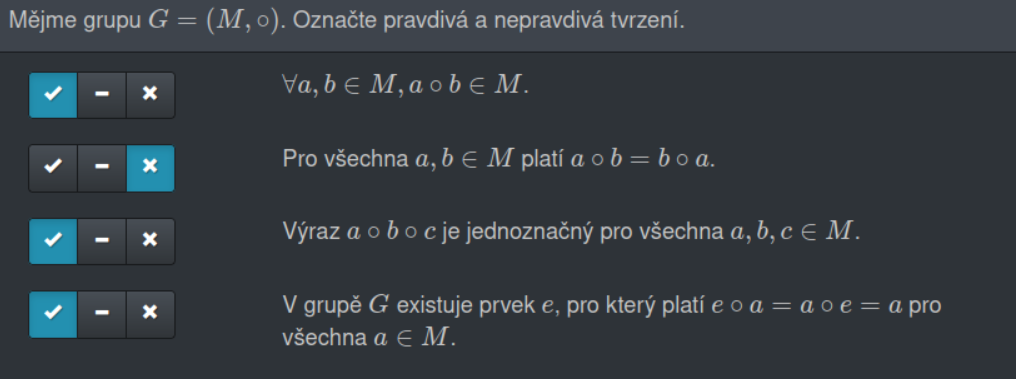 Mějme grupu G = (M, ∘). Označte pravdivá a nepravdivá tvrzení.
∀a, b ∈ M, a ∘ b ∈ M.
Pro všechna a, b ∈ M platí a ∘ b = b ∘ a.
Výraz a ∘ b ∘ c je jednoznačný pro všechna a, b, c ∈ M.
V grupě G existuje prvek e, pro který platí e ∘ a = a ∘ e = a pro
všechna a ∈ M.